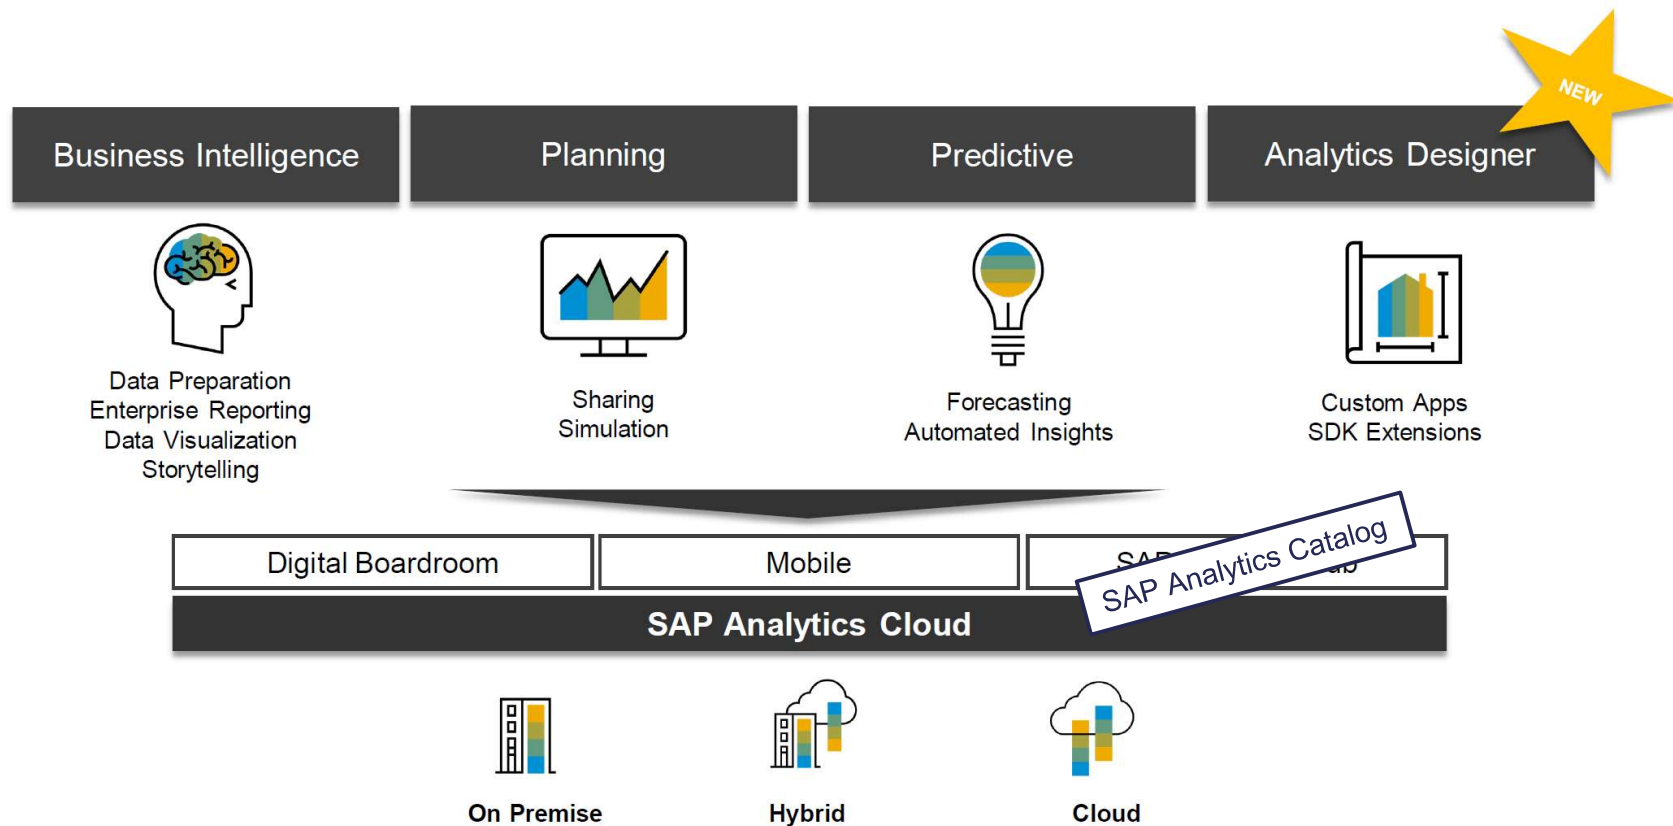 NEW
Business Intelligence
Planning
Predictive
Analytics Designer
Data Preparation
Enterprise Reporting
Data Visualization
Storytelling
Sharing
Simulation
Forecasting
Automated Insights
Custom Apps
SDK Extensions
Digital Boardroom
Mobile
SAP Analytics Catalog
SAP Analytics Cloud
On Premise
Hybrid
Cloud